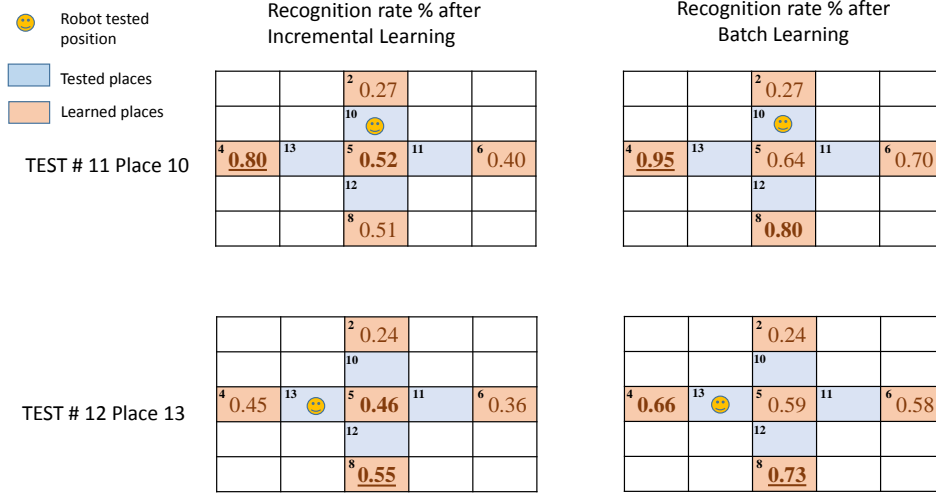 Robot tested
position
Tested places
Learned places
Recognition rate % after
Incremental Learning
Recognition rate % after
Batch Learning
TEST # 11 Place 10
2 0.27
10
4 0.80 13 5 0.52 11 6 0.40
12
8 0.51
2 0.27
10
4 0.95 13 5 0.64 11 6 0.70
12
8 0.80
TEST # 12 Place 13
2 0.24
10
4 0.45 13 5 0.46 11 6 0.36
12
8 0.55
2 0.24
10
4 0.66 13 5 0.59 11 6 0.58
12
8 0.73